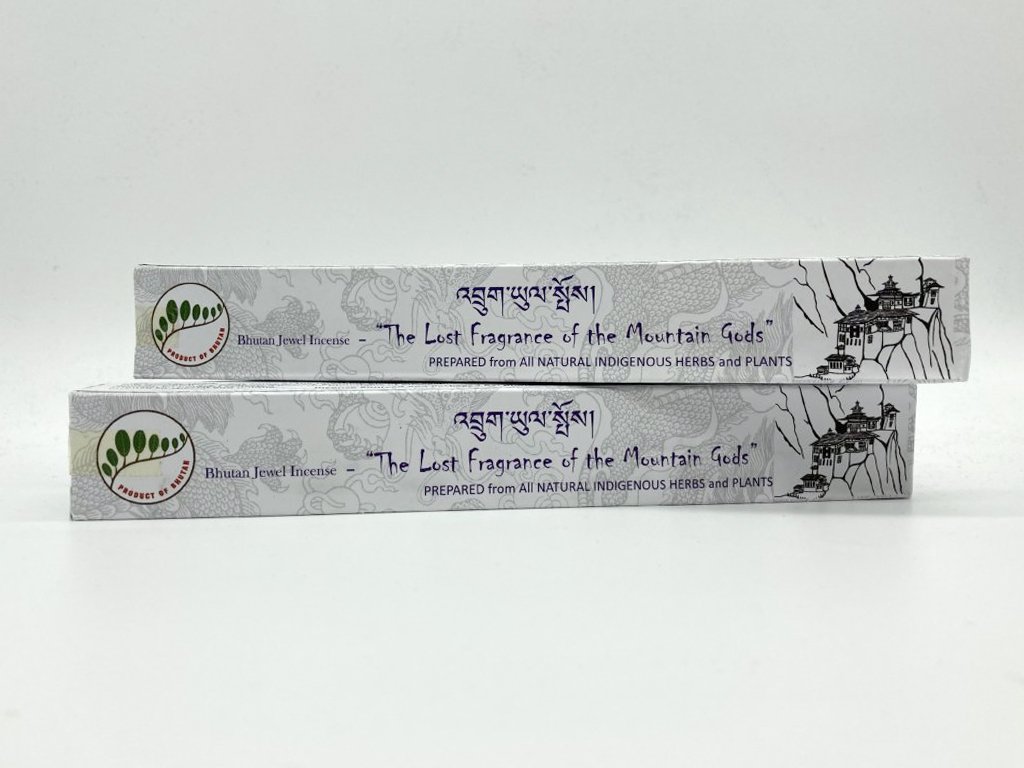 འབྲུག་ཡུལ་སྤོས།
Bhutan Jewel Incense – "The Lost Fragrance of the Mountain Gods"
PREPARED from All NATURAL INDIGENOUS HERBS and PLANTS
PRODUCT OF BHUTAN
འབྲུག་ཡུལ་སྤོས།
Bhutan Jewel Incense – "The Lost Fragrance of the Mountain Gods"
PREPARED from All NATURAL INDIGENOUS HERBS and PLANTS
PRODUCT OF BHUTAN